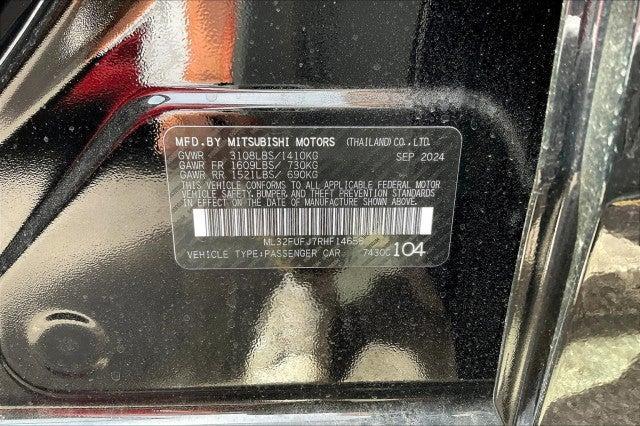 MFD.BY MITSUBISHI MOTORS (THAILAND) CO., LTD.
GVWR 3108LBS/1410KG SEP 2024
GAWR FR 1609LBS/ 730KG
GAWR RR 1521LBS/ 690KG
THIS VEHICLE CONFORMS TO ALL APPLICABLE FEDERAL MOTOR
VEHICLE SAFETY, BUMPER, AND THEFT PREVENTION STANDARDS
IN EFFECT ON THE DATE OF MANUFACTURE SHOWN ABOVE.
ML32FUFJ7RHF14658
VEHICLE TYPE:PASSENGER CAR 7430C 104